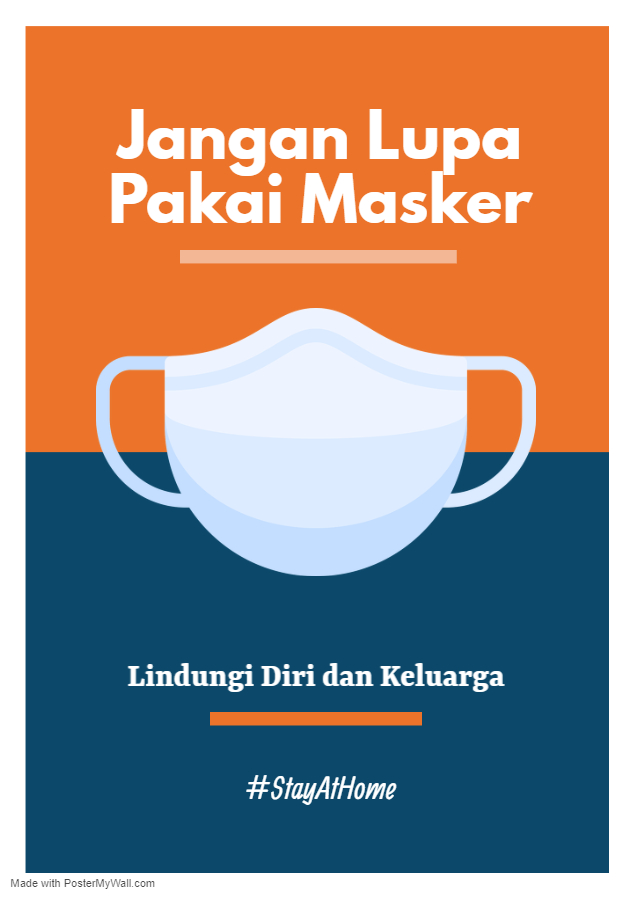 Jangan Lupa
Pakai Masker
Lindungi Diri dan Keluarga
#StayAtHome
Made with PosterMyWall.com